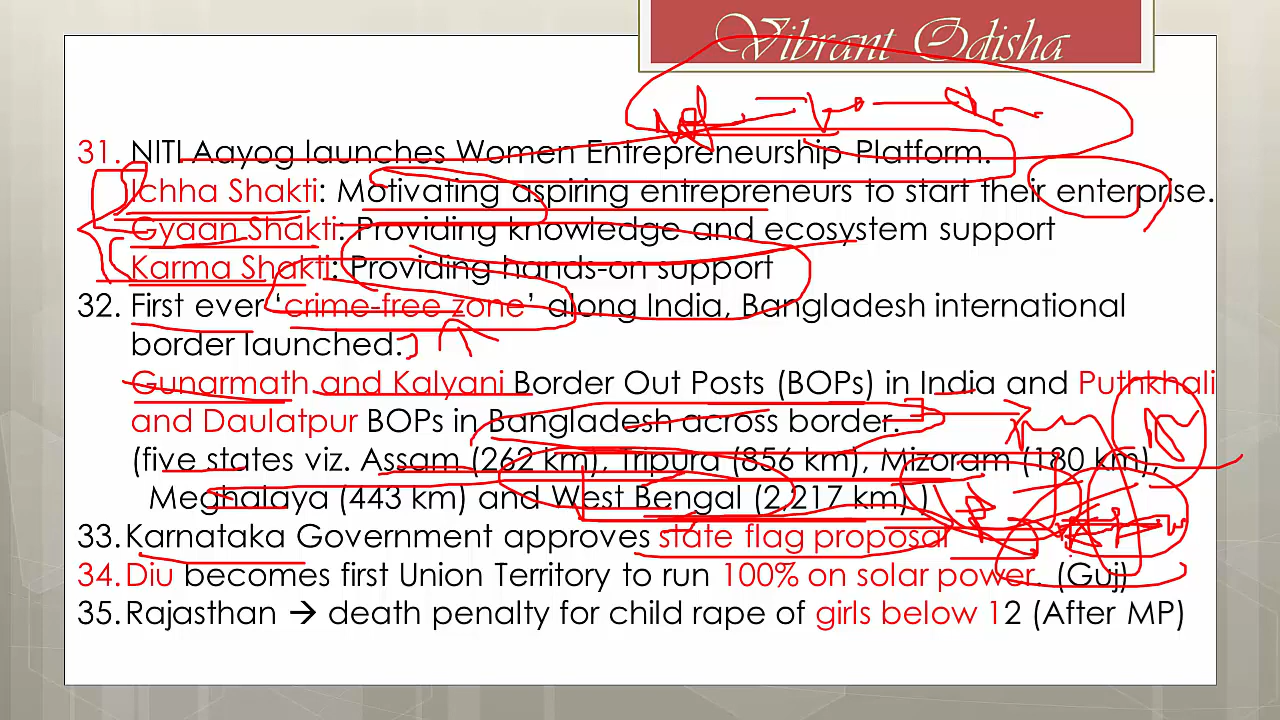 Vibrant Odisha
31. NITI Aayog launches Women Entrepreneurship Platform.
Ichha Shakti: Motivating aspiring entrepreneurs to start their enterprise.
Gyaan Shakti: Providing knowledge and ecosystem support
Karma Shakti: Providing hands-on support
32. First ever ‘crime-free zone’ along India, Bangladesh international
border launched.
Gunarmath and Kalyani Border Out Posts (BOPs) in India and Puthkhali
and Daulatpur BOPs in Bangladesh across border.
(five states viz. Assam (262 km), Tripura (856 km), Mizoram (180 km),
Meghalaya (443 km) and West Bengal (2,217 km) )
33. Karnataka Government approves state flag proposal
34. Diu becomes first Union Territory to run 100% on solar power. (Guj)
35. Rajasthan → death penalty for child rape of girls below 12 (After MP)